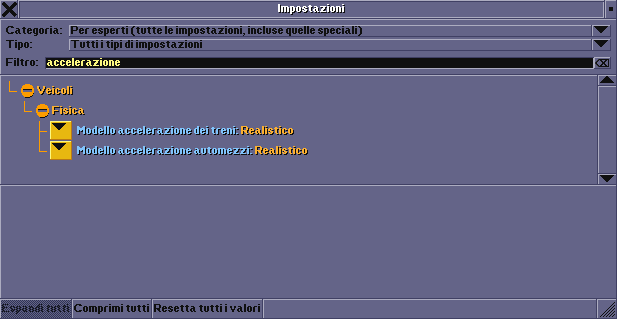 Impostazioni
Categoria: Per esperti (tutte le impostazioni, incluse quelle speciali)
Tipo: Tutti i tipi di impostazioni
Filtro: accelerazione
Veicoli
Fisica
Modello accelerazione dei treni: Realistico
Modello accelerazione automezzi: Realistico
Espandi tutti Comprimi tutti Resetta tutti i valori